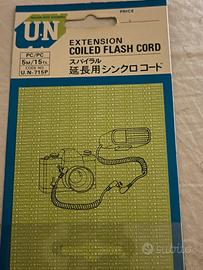 UN
PC/PC
5M/15Ft.
CODE NO.
U.N-715P
PRICE
EXTENSION
COILED FLASH CORD
スパイラル
延長用シンクロコード
UN
subito